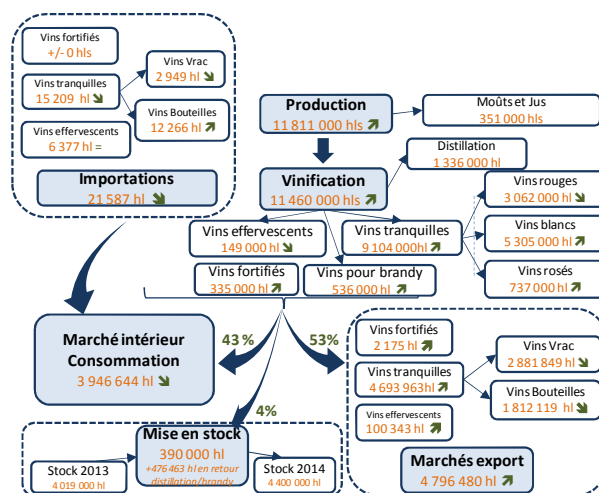 Vins fortifiés
+/- 0 hls
Vins tranquilles
15 209 hl
Vins effervescents
6 377 hl =
Vins Vrac
2 949 hl
Vins Bouteilles
12 266 hl
Importations
21 587 hl
Production
11 811 000 hls
Moûts et Jus
351 000 hls
Distillation
1 336 000 hl
Vinification
11 460 000 hls
Vins effervescents
149 000 hl
Vins tranquilles
9 104 000hl
Vins rouges
3 062 000 hl
Vins blancs
5 305 000 hl
Vins rosés
737 000 hl
Vins fortifiés
335 000 hl
Vins pour brandy
536 000 hl
43 %
53%
4%
Marché intérieur
Consommation
3 946 644 hl
Mise en stock
390 000 hl
+476 463 hl en retour
distillation/brandy
Stock 2013
4 019 000 hl
Stock 2014
4 400 000 hl
Vins fortifiés
2 175 hl
Vins tranquilles
4 693 963hl
Vins effervescents
100 343 hl
Vins Vrac
2 881 849 hl
Vins Bouteilles
1 812 119 hl
Marchés export
4 796 480 hl